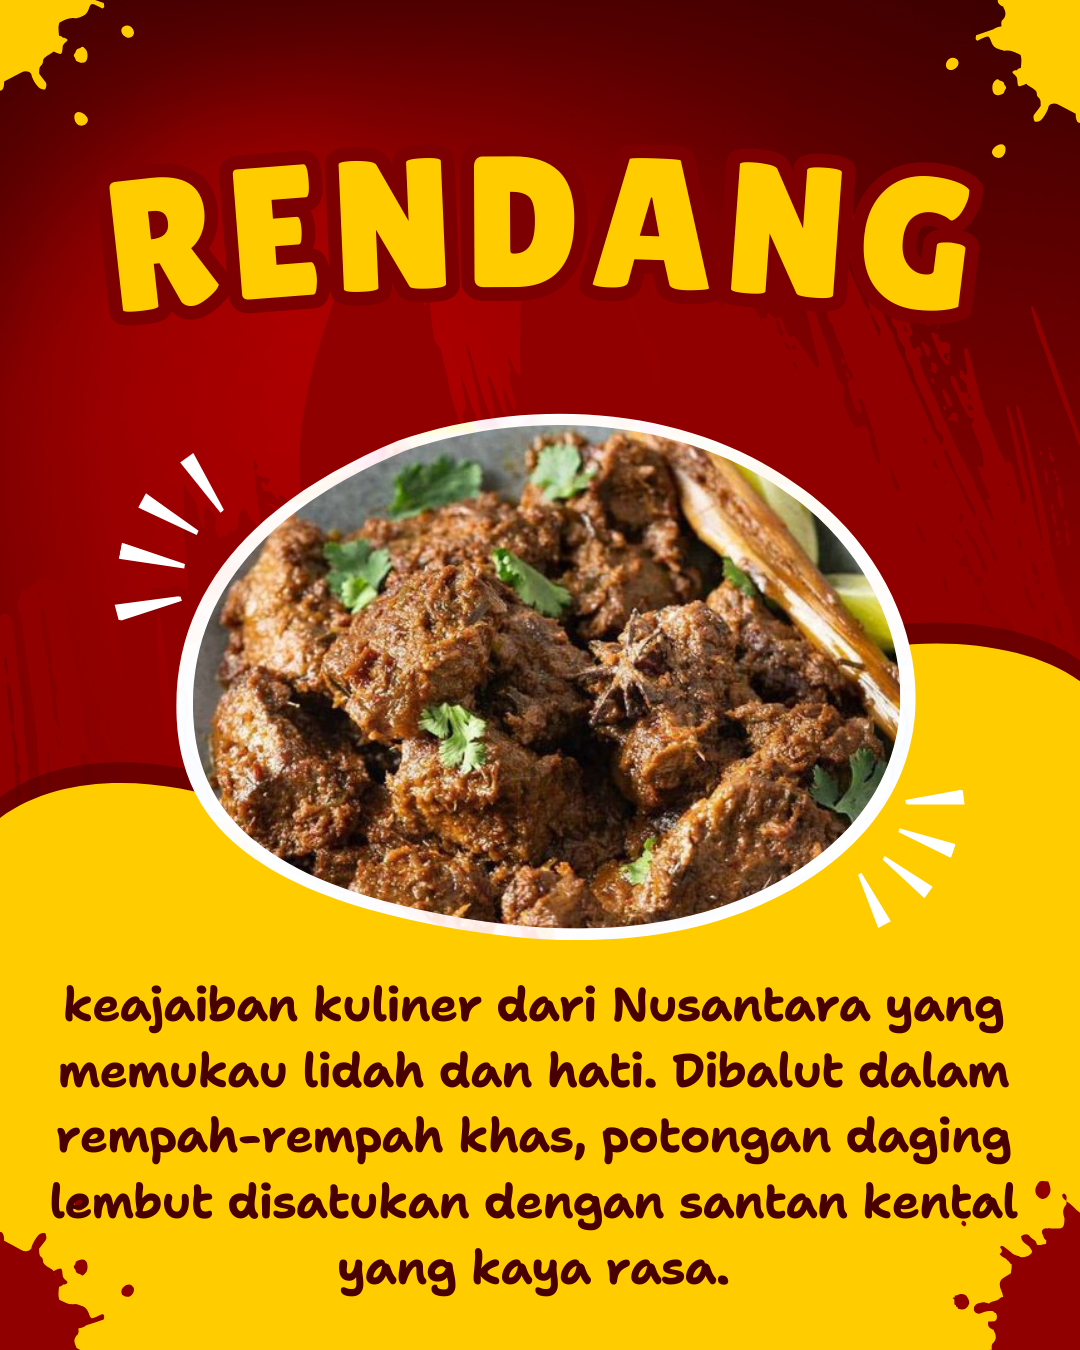 RENDANG
keajaiban kuliner dari Nusantara yang
memukau lidah dan hati. Dibalut dalam
rempah-rempah khas, potongan daging
lembut disatukan dengan santan kental
yang kaya rasa.